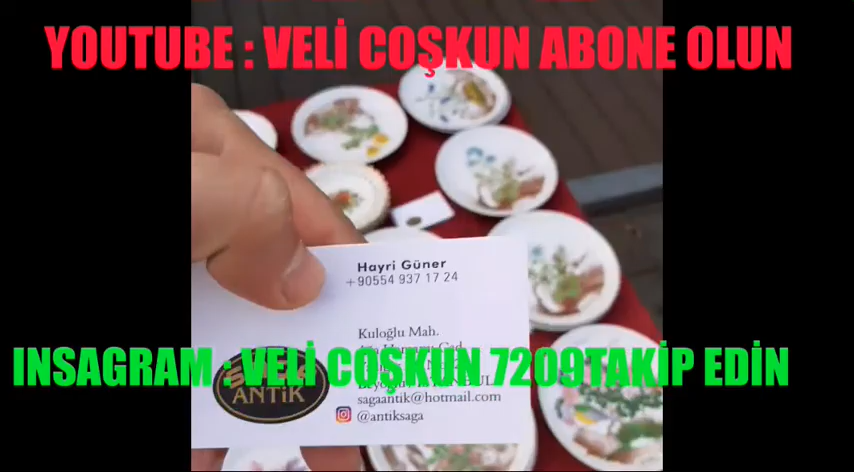 YOUTUBE : VELİ COŞKUN ABONE OLUN
Hayri Güner
+90554 937 17 24
Kuloğlu Mah.
INSAGRAM : VELİ COŞKUN 7209TAKİP EDİN
ANTiK
sagaantik@hotmail.com
@antiksaga